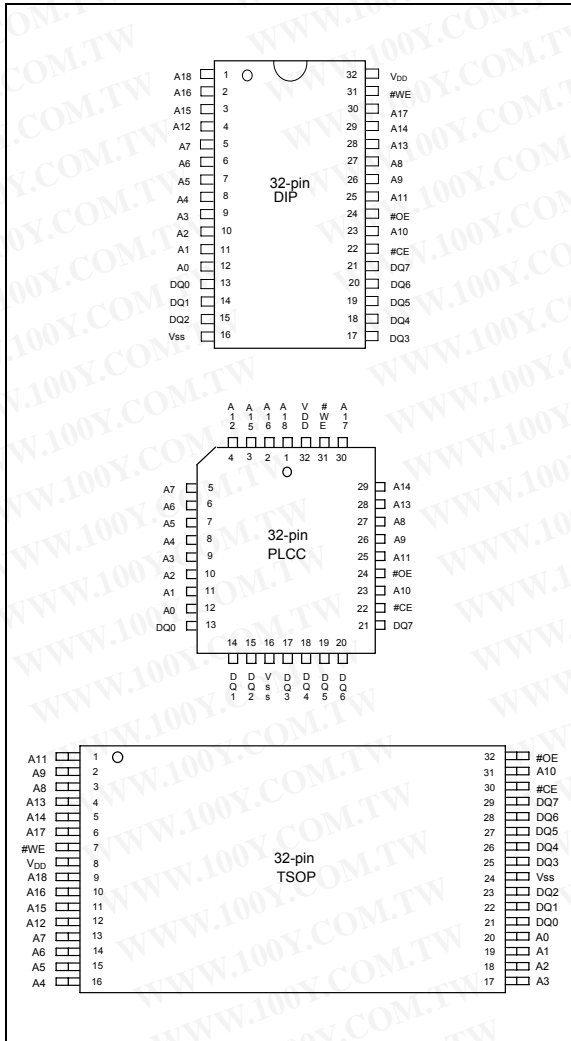 A18 1 32 VDD
A16 2 31 #WE
A15 3 30 A17
A12 4 29 A14
A7 5 28 A13
A6 6 27 A8
A5 7 26 A9
A4 8 25 A11
A3 9 24 #OE
A2 10 23 A10
A1 11 22 #CE
A0 12 21 DQ7
DQ0 13 20 DQ6
DQ1 14 19 DQ5
DQ2 15 18 DQ4
Vss 16 17 DQ3
32-pin
DIP
A12 A15 A16 A18 VDD #WE A17
4 3 2 1 32 31 30
A7 5 29 A14
A6 6 28 A13
A5 7 27 A8
A4 8 26 A9
A3 9 25 A11
A2 10 24 #OE
A1 11 23 A10
A0 12 22 #CE
DQ0 13 21 DQ7
32-pin
PLCC
14 15 16 17 18 19 20
DQ1 DQ2 Vss DQ3 DQ4 DQ5 DQ6
A11 1 32 #OE
A9 2 31 A10
A8 3 30 #CE
A13 4 29 DQ7
A14 5 28 DQ6
A17 6 27 DQ5
#WE 7 26 DQ4
VDD 8 25 DQ3
A18 9 24 Vss
A16 10 23 DQ2
A15 11 22 DQ1
A12 12 21 DQ0
A7 13 20 A0
A6 14 19 A1
A5 15 18 A2
A4 16 17 A3
32-pin
TSOP
WWW.100Y.COM.TW